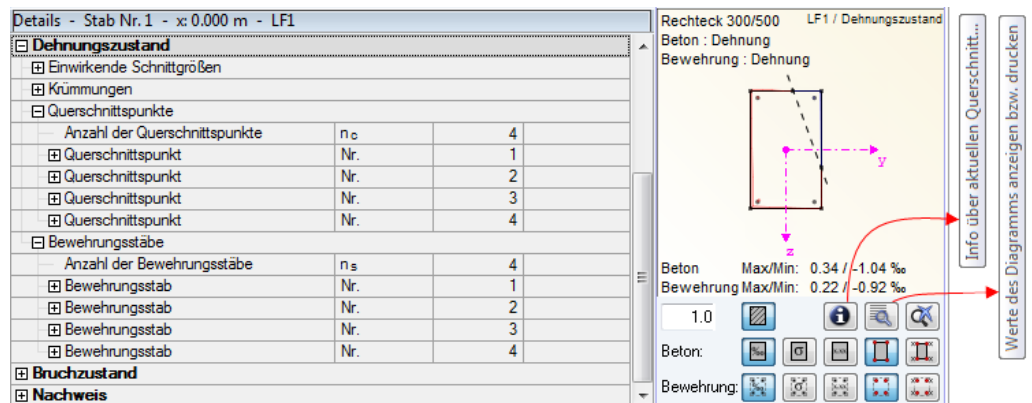 Details - Stab Nr. 1 - x: 0.000 m - LF1
Dehnungszustand
Einwirkende Schnittgrößen
Krümmungen
Querschnittspunkte
Anzahl der Querschnittspunkte nc 4
Querschnittspunkt Nr. 1
Querschnittspunkt Nr. 2
Querschnittspunkt Nr. 3
Querschnittspunkt Nr. 4
Bewehrungsstäbe
Anzahl der Bewehrungsstäbe ns 4
Bewehrungsstab Nr. 1
Bewehrungsstab Nr. 2
Bewehrungsstab Nr. 3
Bewehrungsstab Nr. 4
Bruchzustand
Nachweis
Rechteck 300/500 LF1 / Dehnungszustand
Beton : Dehnung
Bewehrung : Dehnung
y
z
Beton Max/Min: 0.34 / -1.04 ‰
Bewehrung Max/Min: 0.22 / -0.92 ‰
1.0
Beton: ‰ σ x.xx
Bewehrung: σ
Info über aktuellen Querschnitt...
Werte des Diagramms anzeigen bzw. drucken